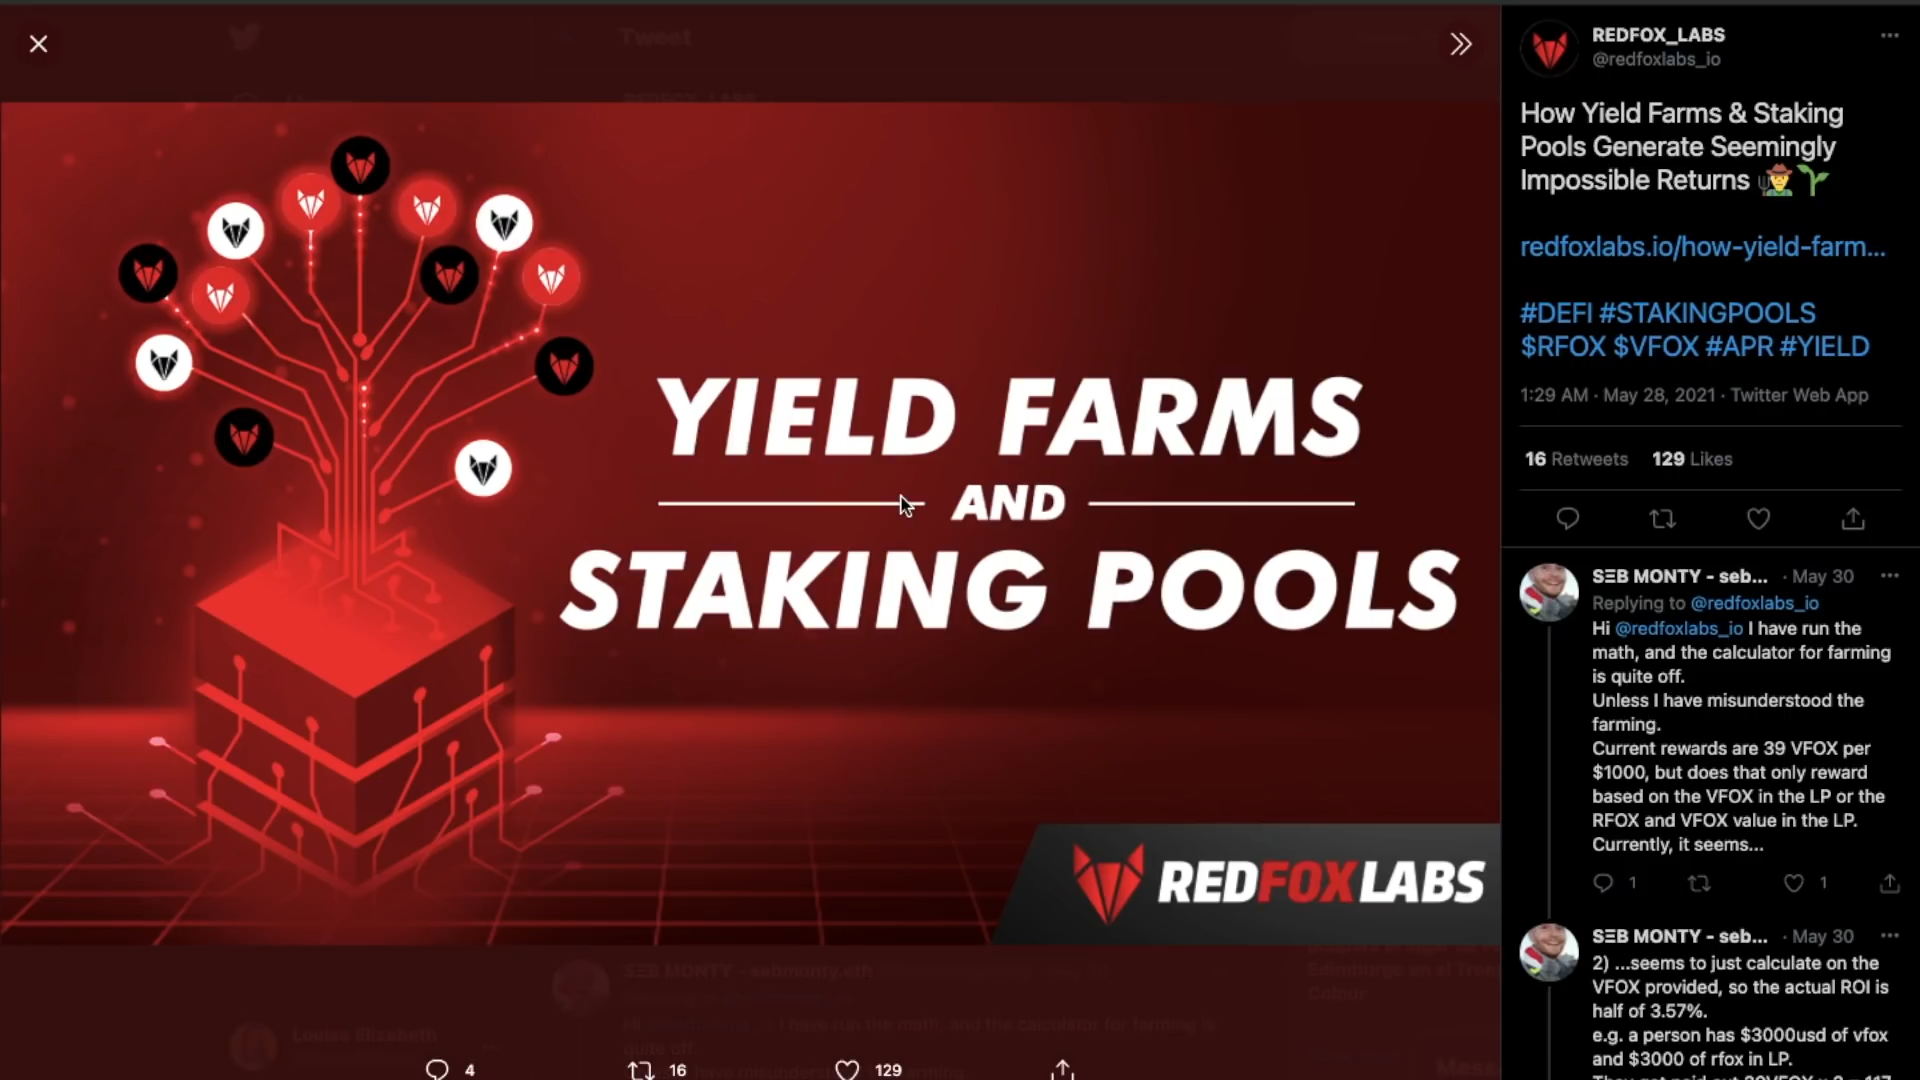 Tweet
YIELD FARMS
AND
STAKING POOLS
REDFOXLABS
4
16
129
REDFOX_LABS
@redfoxlabs_io
How Yield Farms & Staking
Pools Generate Seemingly
Impossible Returns
redfoxlabs.io/how-yield-farm...
#DEFI #STAKINGPOOLS
$RFOX $VFOX #APR #YIELD
1:29 AM · May 28, 2021 · Twitter Web App
16 Retweets 129 Likes
SΞB MONTY - seb... · May 30
Replying to @redfoxlabs_io
Hi @redfoxlabs_io I have run the
math, and the calculator for farming
is quite off.
Unless I have misunderstood the
farming.
Current rewards are 39 VFOX per
$1000, but does that only reward
based on the VFOX in the LP or the
RFOX and VFOX value in the LP.
Currently, it seems...
1 1
SΞB MONTY - seb... · May 30
2) ...seems to just calculate on the
VFOX provided, so the actual ROI is
half of 3.57%.
e.g. a person has $3000usd of vfox
and $3000 of rfox in LP.